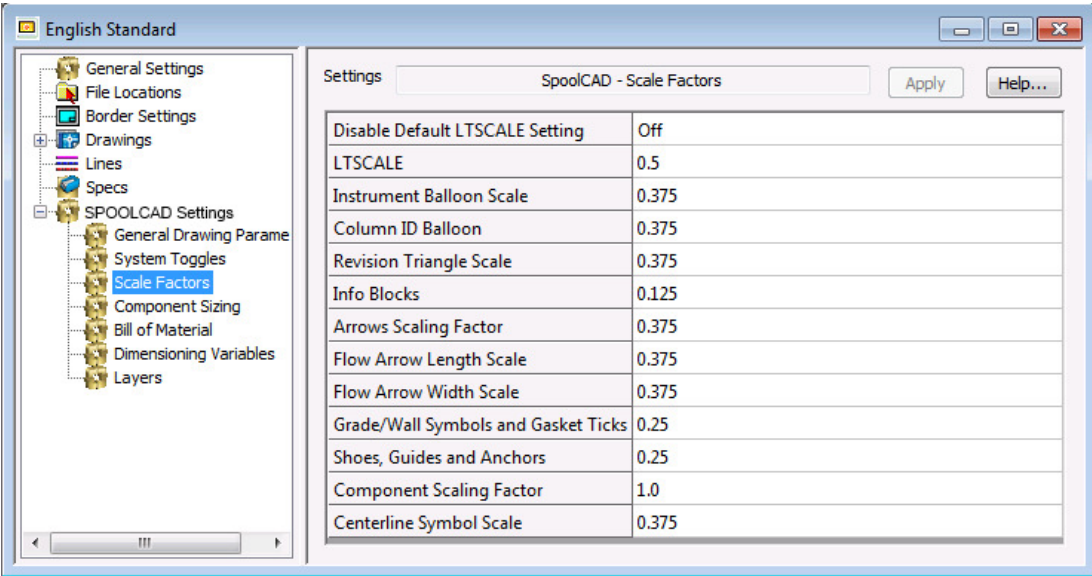 English Standard
General Settings
File Locations
Border Settings
Drawings
Lines
Specs
SPOOLCAD Settings
General Drawing Parame
System Toggles
Scale Factors
Component Sizing
Bill of Material
Dimensioning Variables
Layers
Settings SpoolCAD - Scale Factors Apply Help...
Disable Default LTSCALE Setting Off
LTSCALE 0.5
Instrument Balloon Scale 0.375
Column ID Balloon 0.375
Revision Triangle Scale 0.375
Info Blocks 0.125
Arrows Scaling Factor 0.375
Flow Arrow Length Scale 0.375
Flow Arrow Width Scale 0.375
Grade/Wall Symbols and Gasket Ticks 0.25
Shoes, Guides and Anchors 0.25
Component Scaling Factor 1.0
Centerline Symbol Scale 0.375